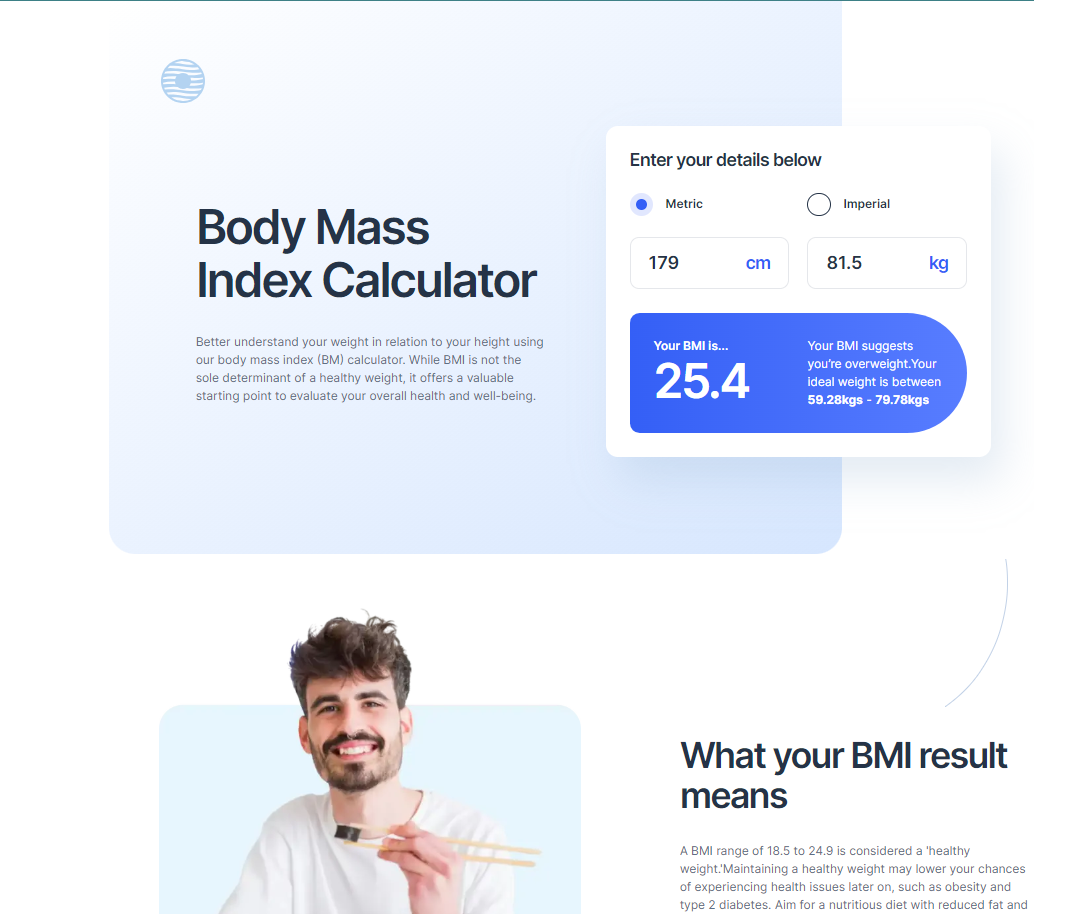 Body Mass
Index Calculator
Better understand your weight in relation to your height using
our body mass index (BM) calculator. While BMI is not the
sole determinant of a healthy weight, it offers a valuable
starting point to evaluate your overall health and well-being.
Enter your details below
Metric
Imperial
179 cm
81.5 kg
Your BMI is...
25.4
Your BMI suggests
you're overweight.Your
ideal weight is between
59.28kgs - 79.78kgs
What your BMI result
means
A BMI range of 18.5 to 24.9 is considered a 'healthy
weight.'Maintaining a healthy weight may lower your chances
of experiencing health issues later on, such as obesity and
type 2 diabetes. Aim for a nutritious diet with reduced fat and